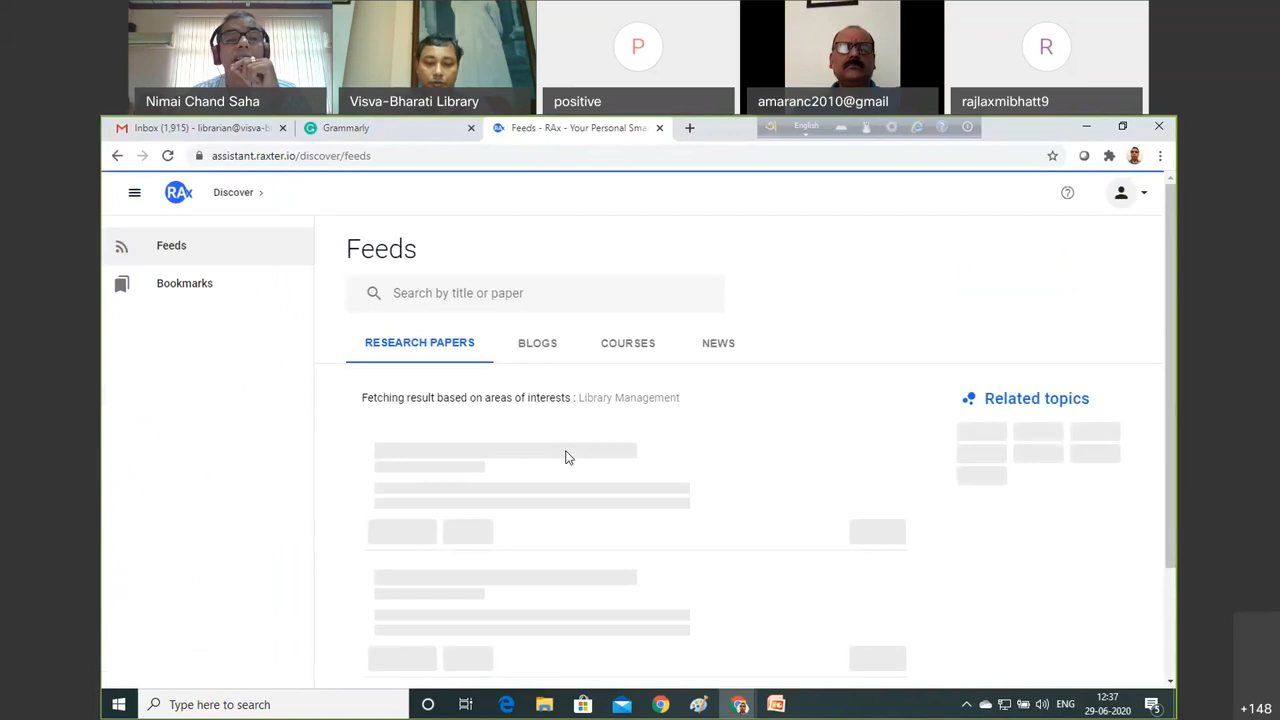 P
R
Nimai Chand Saha
Visva-Bharati Library
positive
amaranc2010@gmail
rajlaxmibhatt9
Inbox (1,915) - librarian@visva-b
Grammarly
Feeds - RAx - Your Personal Sma
English
assistant.raxter.io/discover/feeds
RAx
Discover >
Feeds
Bookmarks
Feeds
Search by title or paper
RESEARCH PAPERS
BLOGS
COURSES
NEWS
Fetching result based on areas of interests : Library Management
Related topics
Type here to search
ENG
12:37
29-06-2020
5
+148